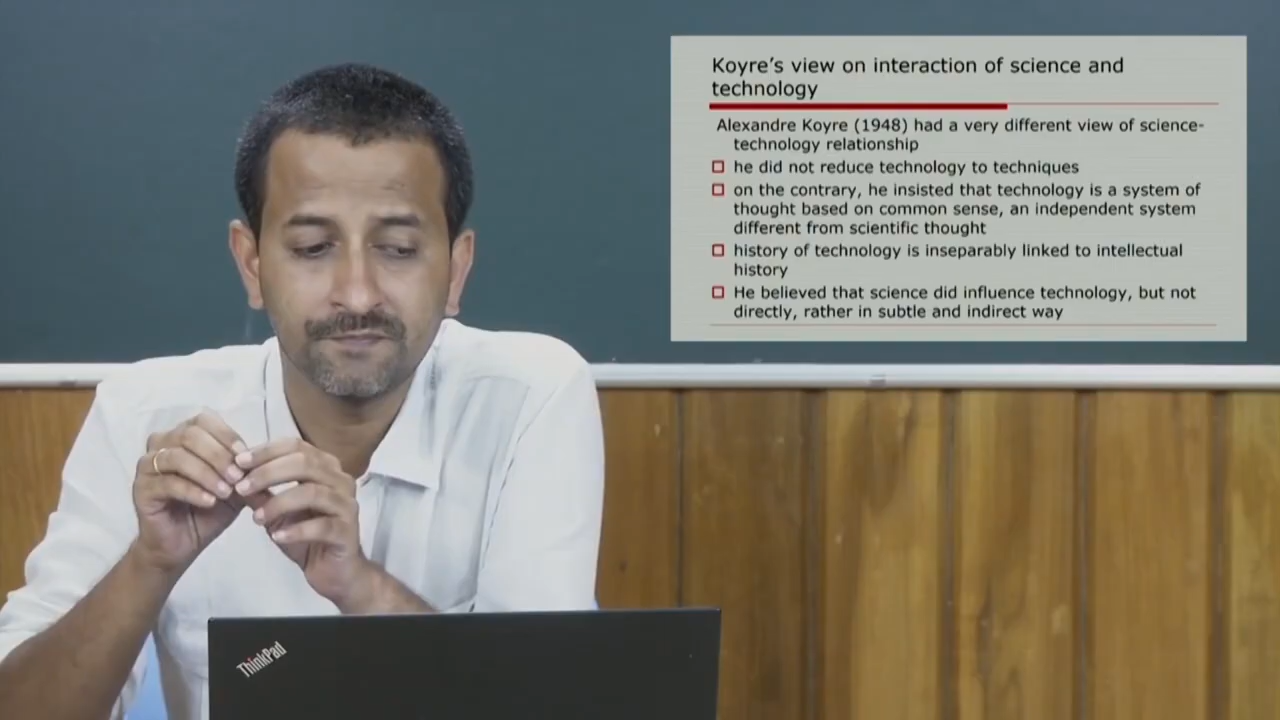 Koyre's view on interaction of science and
technology
Alexandre Koyre (1948) had a very different view of science-
technology relationship
he did not reduce technology to techniques
on the contrary, he insisted that technology is a system of
thought based on common sense, an independent system
different from scientific thought
history of technology is inseparably linked to intellectual
history
He believed that science did influence technology, but not
directly, rather in subtle and indirect way
ThinkPad